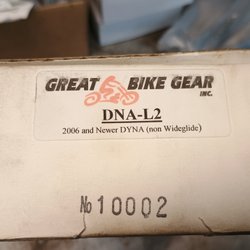 GREAT BIKE GEAR
INC.
DNA-L2
2006 and Newer DYNA (non Wideglide)
№10002